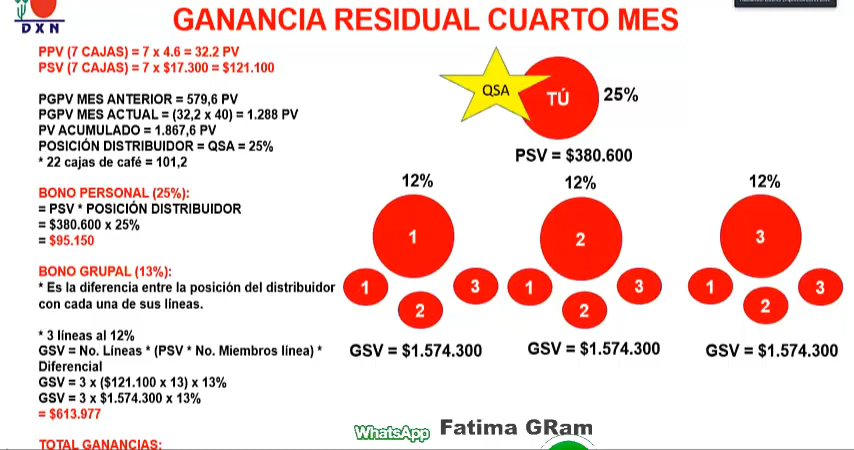 DXN
GANANCIA RESIDUAL CUARTO MES
PPV (7 CAJAS) = 7 x 4.6 = 32.2 PV
PSV (7 CAJAS) = 7 x $17.300 = $121.100
PGPV MES ANTERIOR = 579,6 PV
PGPV MES ACTUAL = (32,2 x 40) = 1.288 PV
PV ACUMULADO = 1.867,6 PV
POSICIÓN DISTRIBUIDOR = QSA = 25%
* 22 cajas de café = 101,2
BONO PERSONAL (25%):
= PSV * POSICIÓN DISTRIBUIDOR
= $380.600 x 25%
= $95.150
BONO GRUPAL (13%):
* Es la diferencia entre la posición del distribuidor
con cada una de sus líneas.
* 3 líneas al 12%
GSV = No. Líneas * (PSV * No. Miembros línea) *
Diferencial
GSV = 3 x ($121.100 x 13) x 13%
GSV = 3 x $1.574.300 x 13%
= $613.977
TOTAL GANANCIAS:
QSA
TÚ
25%
PSV = $380.600
12%
12%
12%
1
2
3
1
2
3
1
2
3
1
2
3
GSV = $1.574.300
GSV = $1.574.300
GSV = $1.574.300
WhatsApp
Fatima GRam